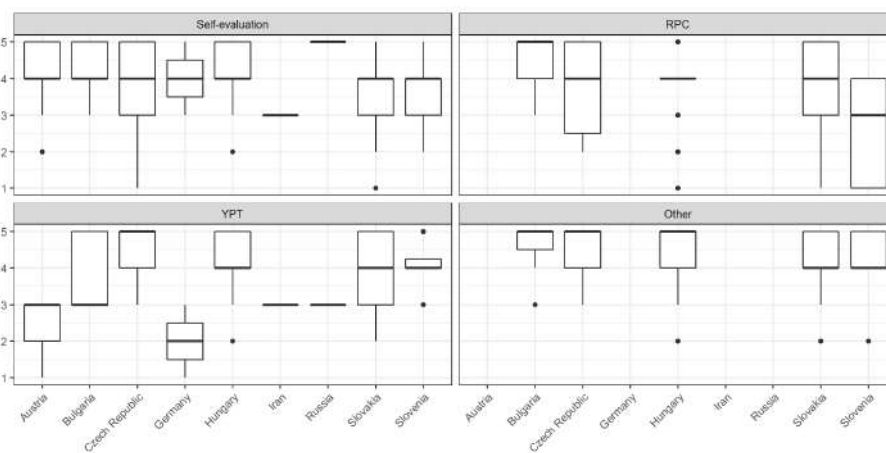 Self-evaluation
RPC
5
4
3
2
1
YPT
Other
5
4
3
2
1
Austria
Bulgaria
Czech Republic
Germany
Hungary
Iran
Russia
Slovakia
Slovenia
Austria
Bulgaria
Czech Republic
Germany
Hungary
Iran
Russia
Slovakia
Slovenia